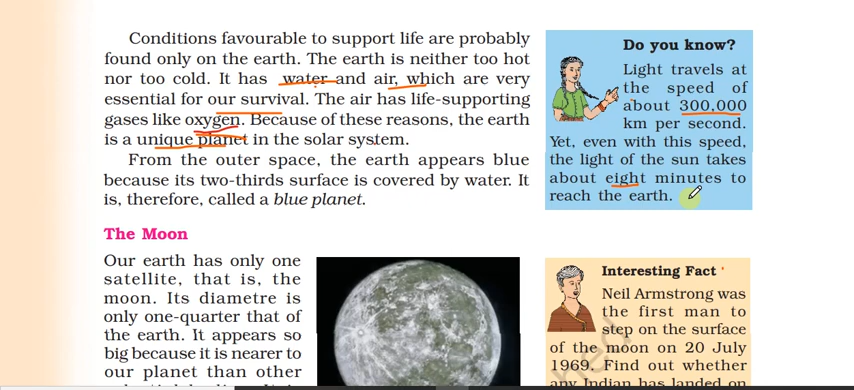 Conditions favourable to support life are probably
found only on the earth. The earth is neither too hot
nor too cold. It has water and air, which are very
essential for our survival. The air has life-supporting
gases like oxygen. Because of these reasons, the earth
is a unique planet in the solar system.
From the outer space, the earth appears blue
because its two-thirds surface is covered by water. It
is, therefore, called a blue planet.
The Moon
Our earth has only one
satellite, that is, the
moon. Its diametre is
only one-quarter that of
the earth. It appears so
big because it is nearer to
our planet than other
Do you know?
Light travels at
the speed of
about 300,000
km per second.
Yet, even with this speed,
the light of the sun takes
about eight minutes to
reach the earth.
Interesting Fact
Neil Armstrong was
the first man to
step on the surface
of the moon on 20 July
1969. Find out whether
any Indian has landed on